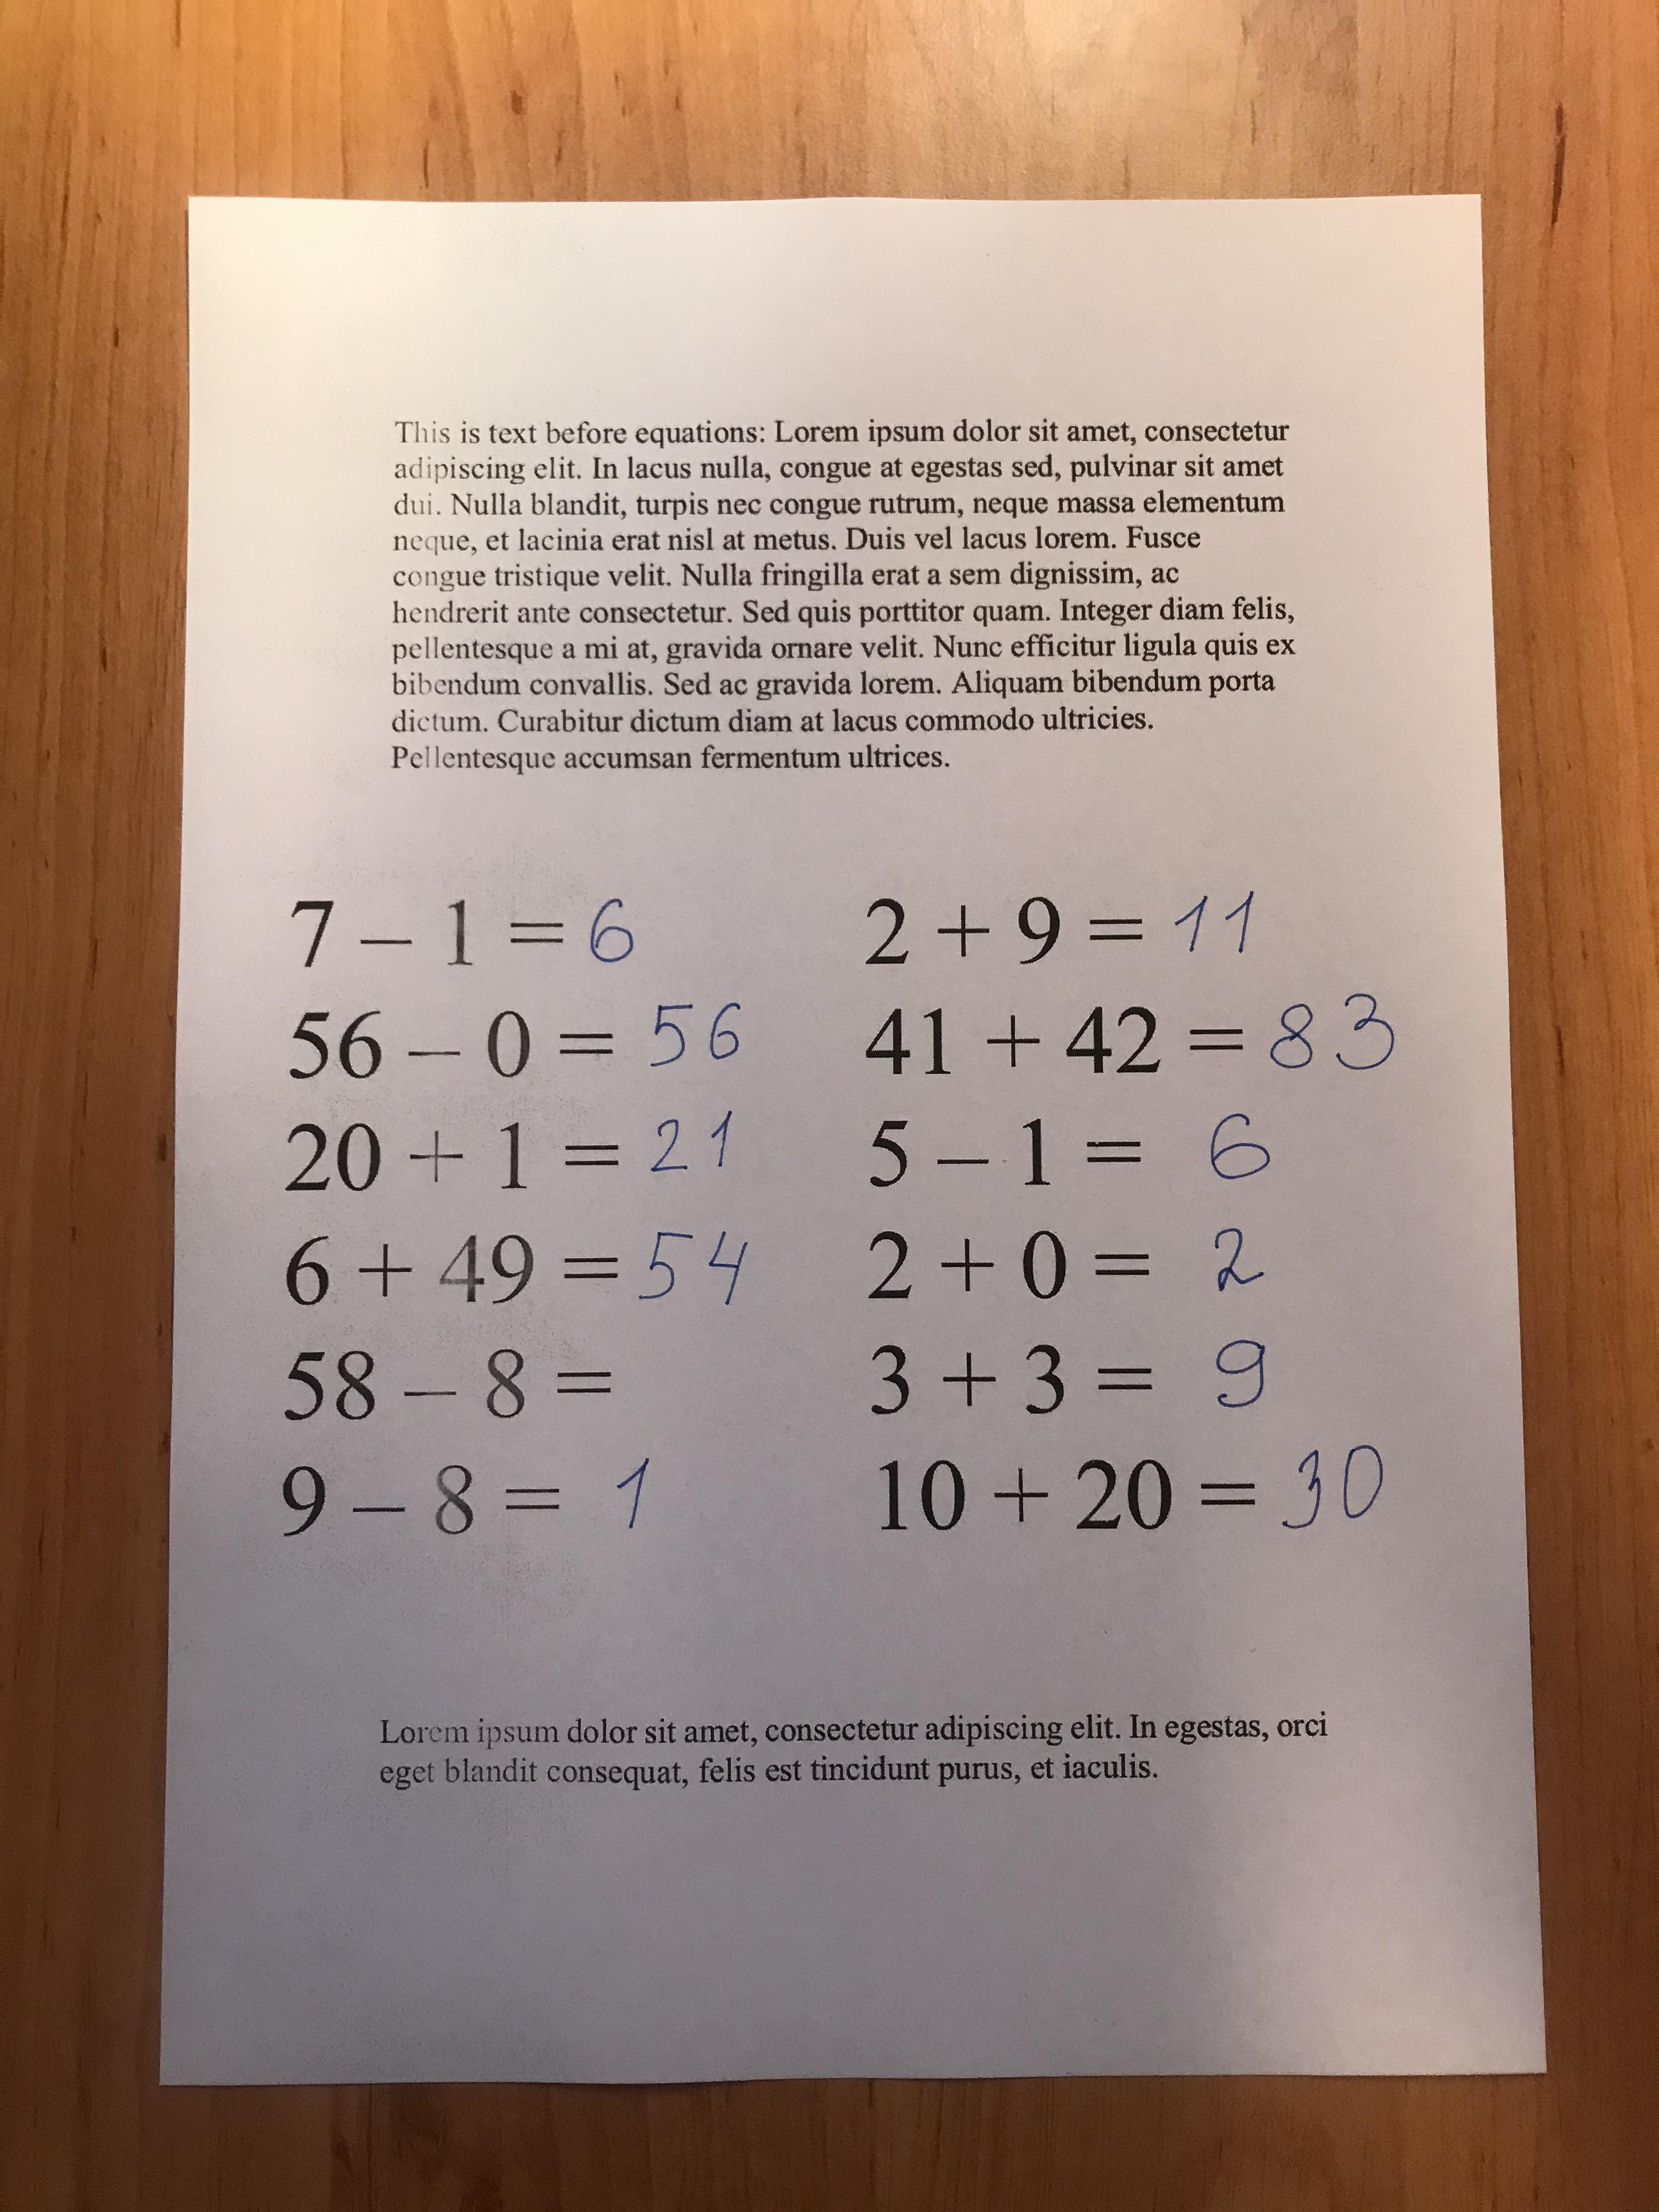 This is text before equations: Lorem ipsum dolor sit amet, consectetur
adipiscing elit. In lacus nulla, congue at egestas sed, pulvinar sit amet
dui. Nulla blandit, turpis nec congue rutrum, neque massa elementum
neque, et lacinia erat nisl at metus. Duis vel lacus lorem. Fusce
congue tristique velit. Nulla fringilla erat a sem dignissim, ac
hendrerit ante consectetur. Sed quis porttitor quam. Integer diam felis,
pellentesque a mi at, gravida ornare velit. Nunc efficitur ligula quis ex
bibendum convallis. Sed ac gravida lorem. Aliquam bibendum porta
dictum. Curabitur dictum diam at lacus commodo ultricies.
Pellentesque accumsan fermentum ultrices.
7 – 1 = 6
56 – 0 = 56
20 + 1 = 21
6 + 49 = 54
58 – 8 =
9 – 8 = 1
2 + 9 = 11
41 + 42 = 83
5 – 1 = 6
2 + 0 = 2
3 + 3 = 9
10 + 20 = 30
Lorem ipsum dolor sit amet, consectetur adipiscing elit. In egestas, orci
eget blandit consequat, felis est tincidunt purus, et iaculis.